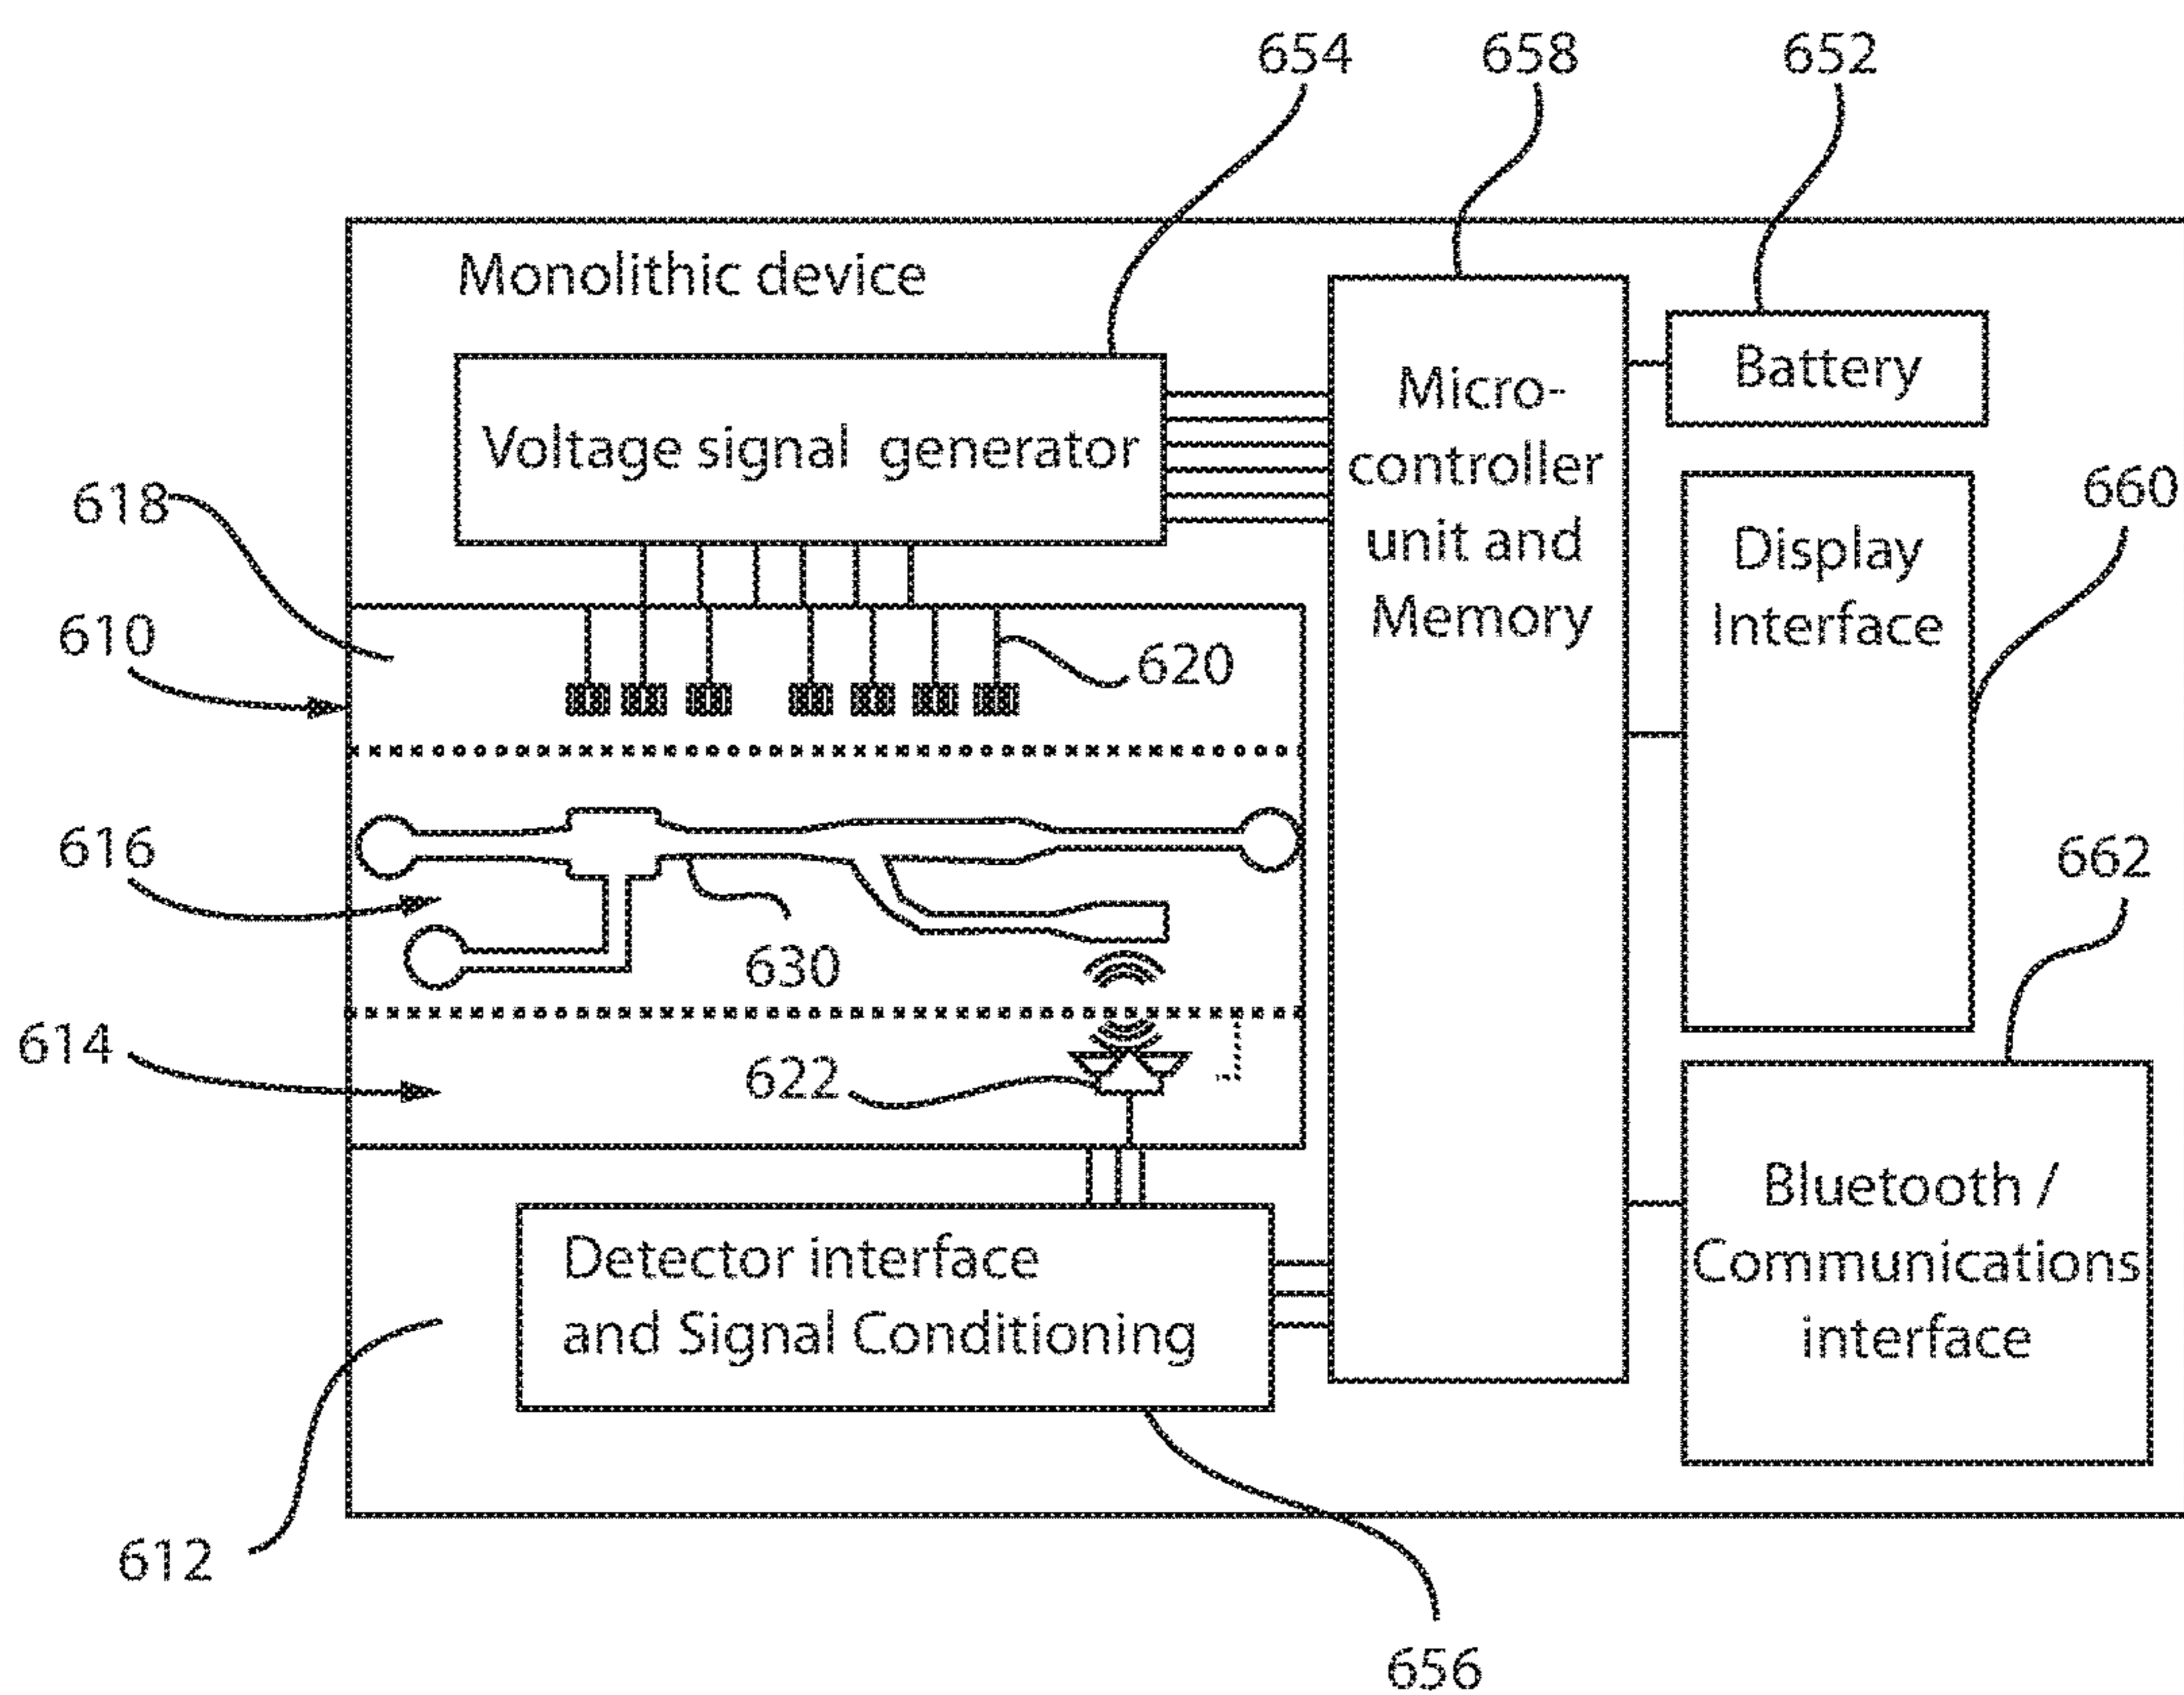 654
658
652
Monolithic device
Voltage signal generator
Micro-
controller
unit and
Memory
Battery
618
660
Display
Interface
610
620
616
662
630
614
622
Bluetooth /
Communications
interface
Detector interface
and Signal Conditioning
612
656